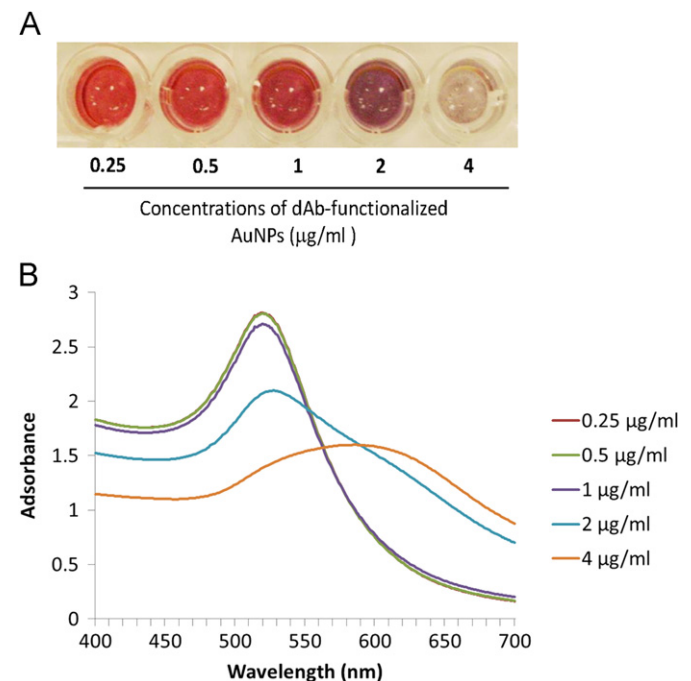 A
0.25 0.5 1 2 4
Concentrations of dAb-functionalized
AuNPs (μg/ml )
B
3
2.5
2
1.5
1
0.5
0
Adsorbance
400 450 500 550 600 650 700
Wavelength (nm)
0.25 μg/ml
0.5 μg/ml
1 μg/ml
2 μg/ml
4 μg/ml